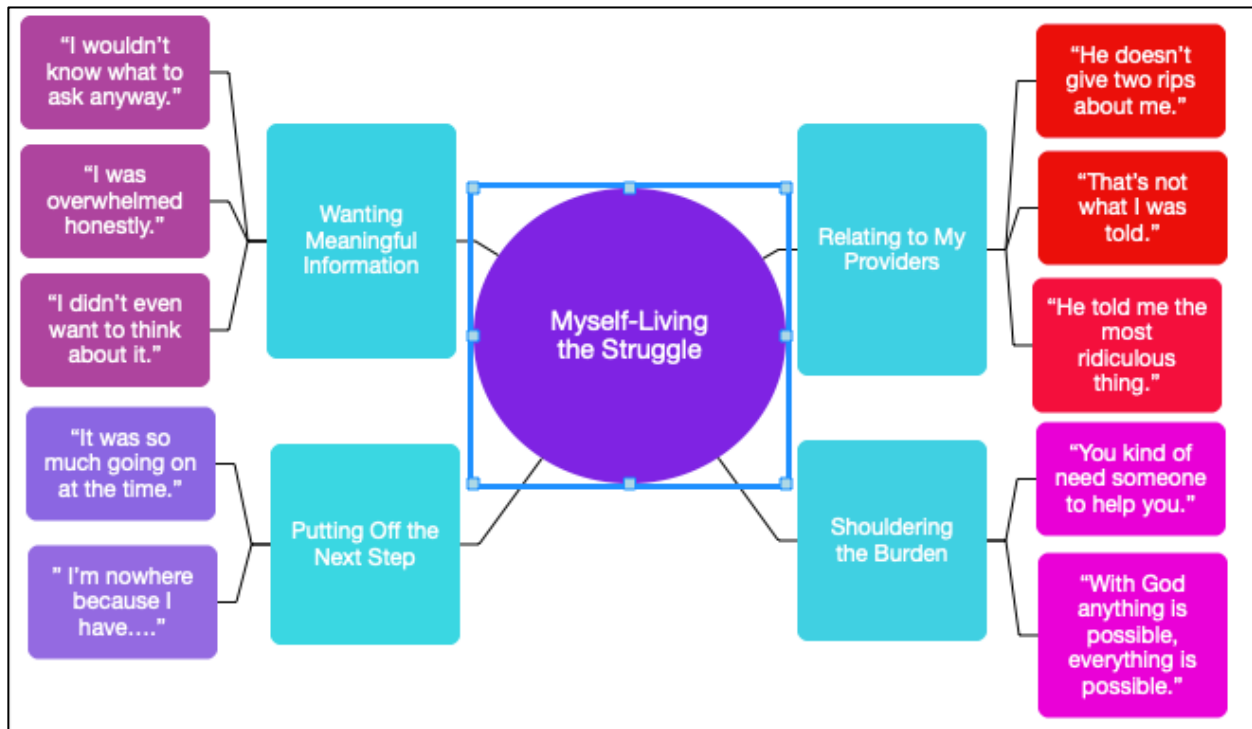 “I wouldn’t
know what to
ask anyway.”
“I was
overwhelmed
honestly.”
“I didn’t even
want to think
about it.”
Wanting
Meaningful
Information
“It was so
much going on
at the time.”
” I’m nowhere
because I
have....”
Putting Off the
Next Step
Myself-Living
the Struggle
Relating to My
Providers
“He doesn’t
give two rips
about me.”
“That’s not
what I was
told.”
“He told me the
most
ridiculous
thing.”
Shouldering
the Burden
“You kind of
need someone
to help you.”
“With God
anything is
possible,
everything is
possible.”